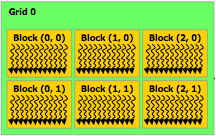 Grid 0
Block (0, 0) Block (1, 0) Block (2, 0)
Block (0, 1) Block (1, 1) Block (2, 1)